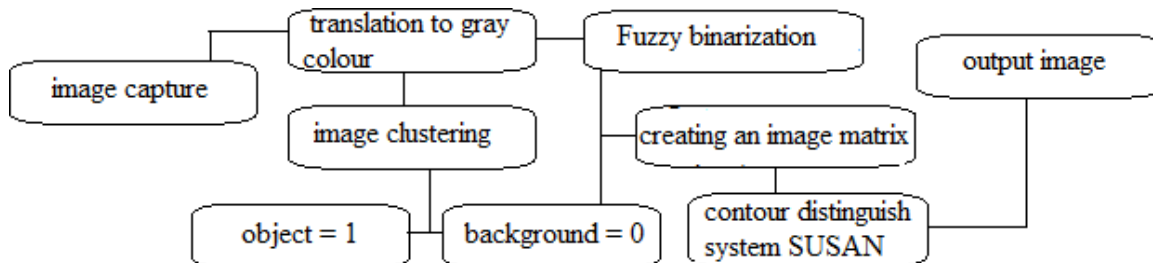 translation to gray
colour
Fuzzy binarization
image capture
output image
image clustering
creating an image matrix
object = 1
background = 0
contour distinguish
system SUSAN